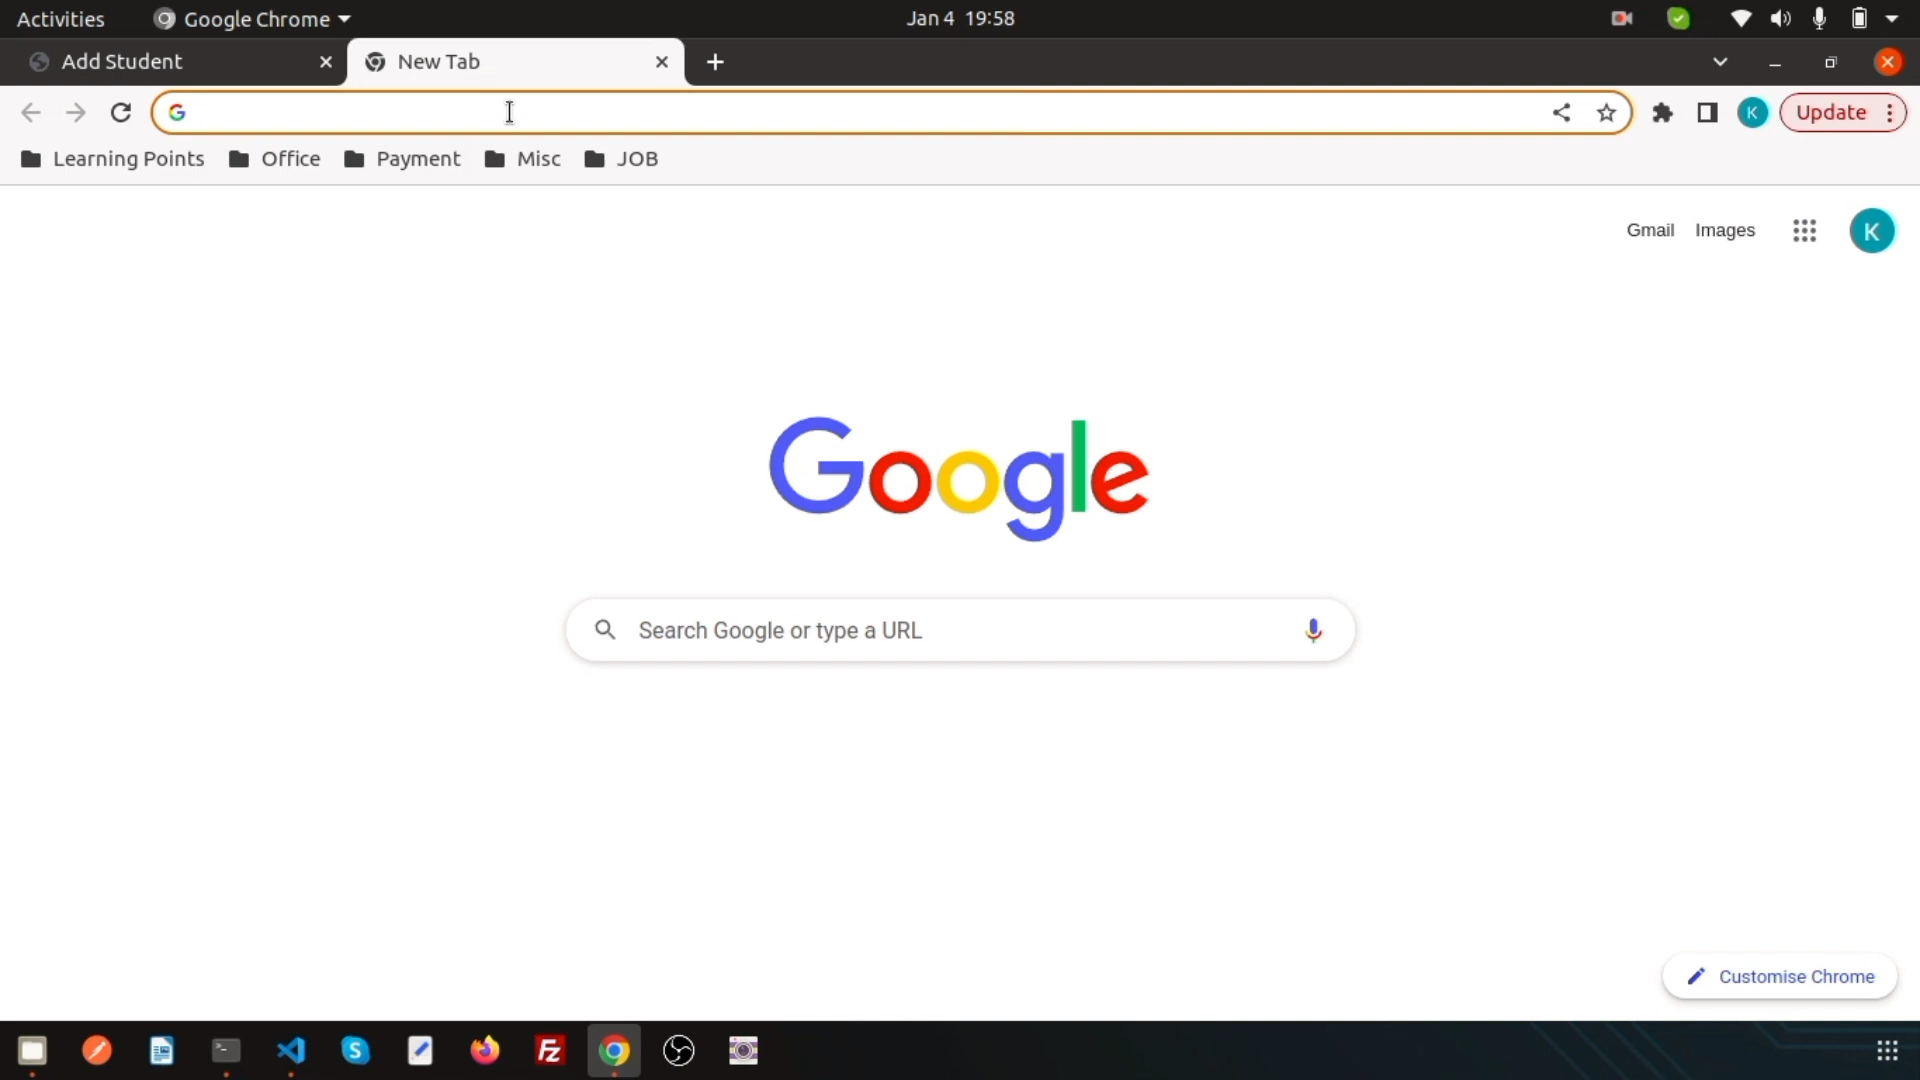 Activities Google Chrome Jan 4 19:58
Add Student New Tab
Update
Learning Points Office Payment Misc JOB
Gmail Images K
Google
Search Google or type a URL
Customise Chrome